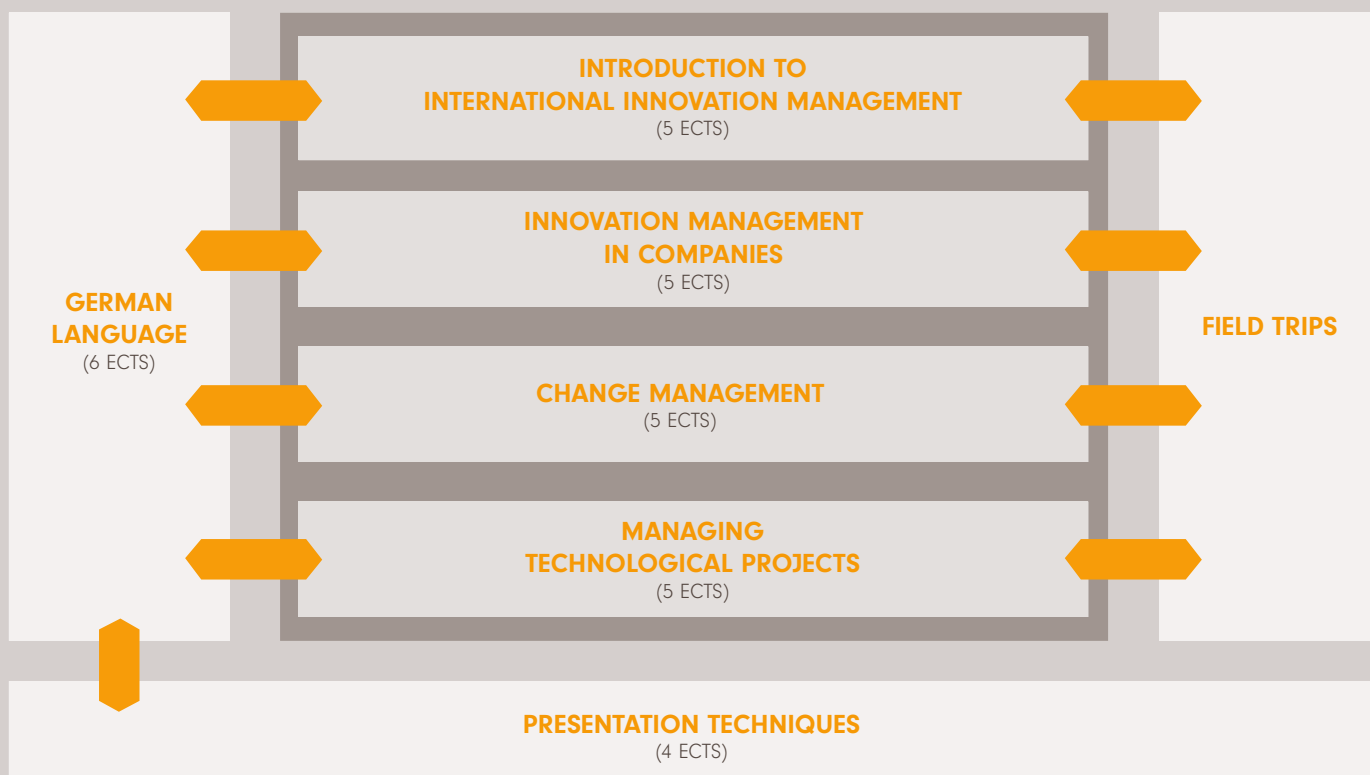 GERMAN
LANGUAGE
(6 ECTS)
INTRODUCTION TO
INTERNATIONAL INNOVATION MANAGEMENT
(5 ECTS)
INNOVATION MANAGEMENT
IN COMPANIES
(5 ECTS)
CHANGE MANAGEMENT
(5 ECTS)
MANAGING
TECHNOLOGICAL PROJECTS
(5 ECTS)
FIELD TRIPS
PRESENTATION TECHNIQUES
(4 ECTS)